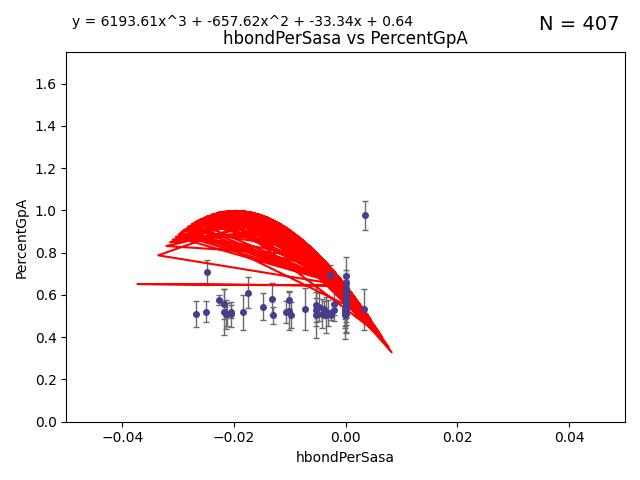 y = 6193.61x^3 + -657.62x^2 + -33.34x + 0.64
N = 407
hbondPerSasa vs PercentGpA
1.6
1.4
1.2
1.0
0.8
0.6
0.4
0.2
0.0
PercentGpA
−0.04 −0.02 0.00 0.02 0.04
hbondPerSasa